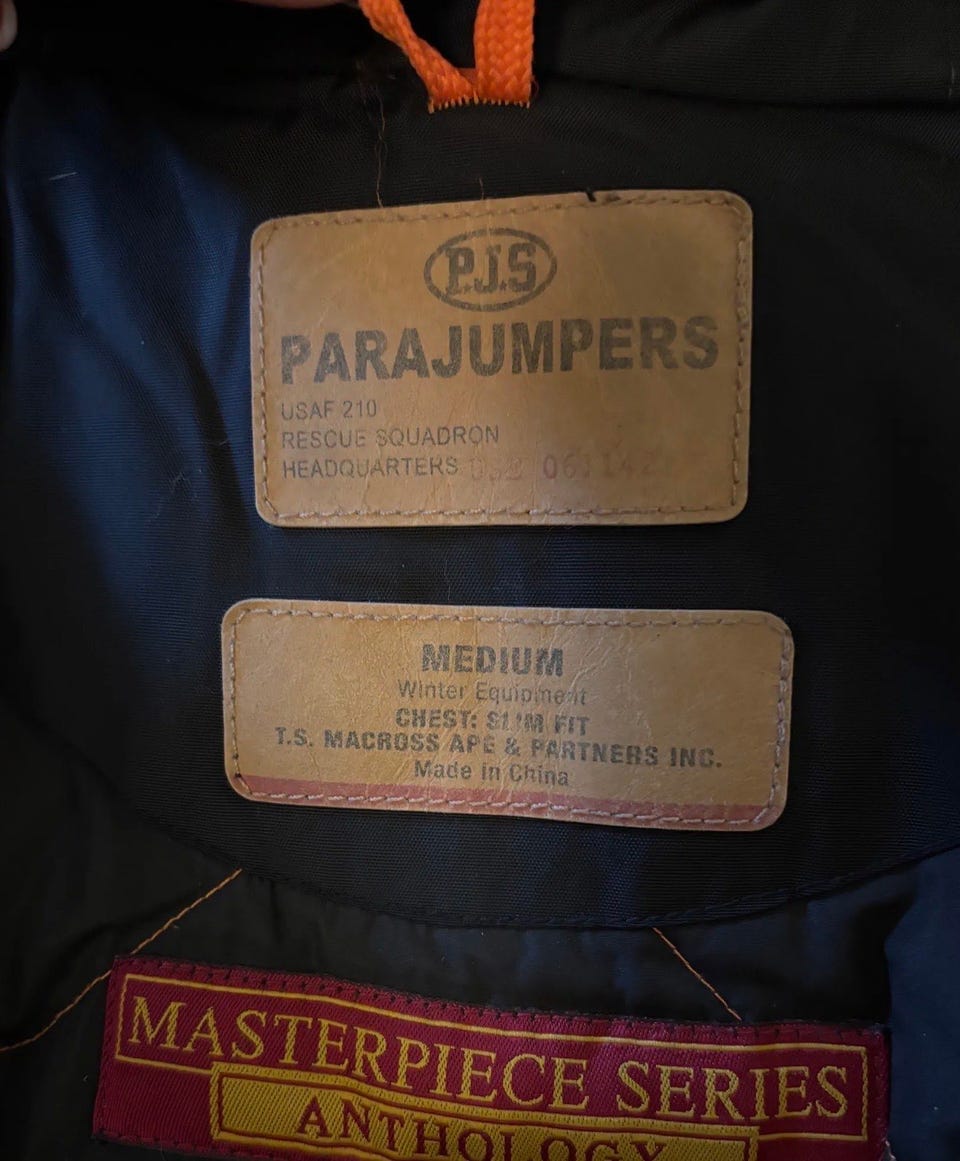 P.J.S
PARAJUMPERS
USAF 210
RESCUE SQUADRON
HEADQUARTERS
MEDIUM
Winter Equipment
CHEST: SLIM FIT
T.S. MACROSS APE & PARTNERS INC.
Made in China
MASTERPIECE SERIES
ANTHOLOGY